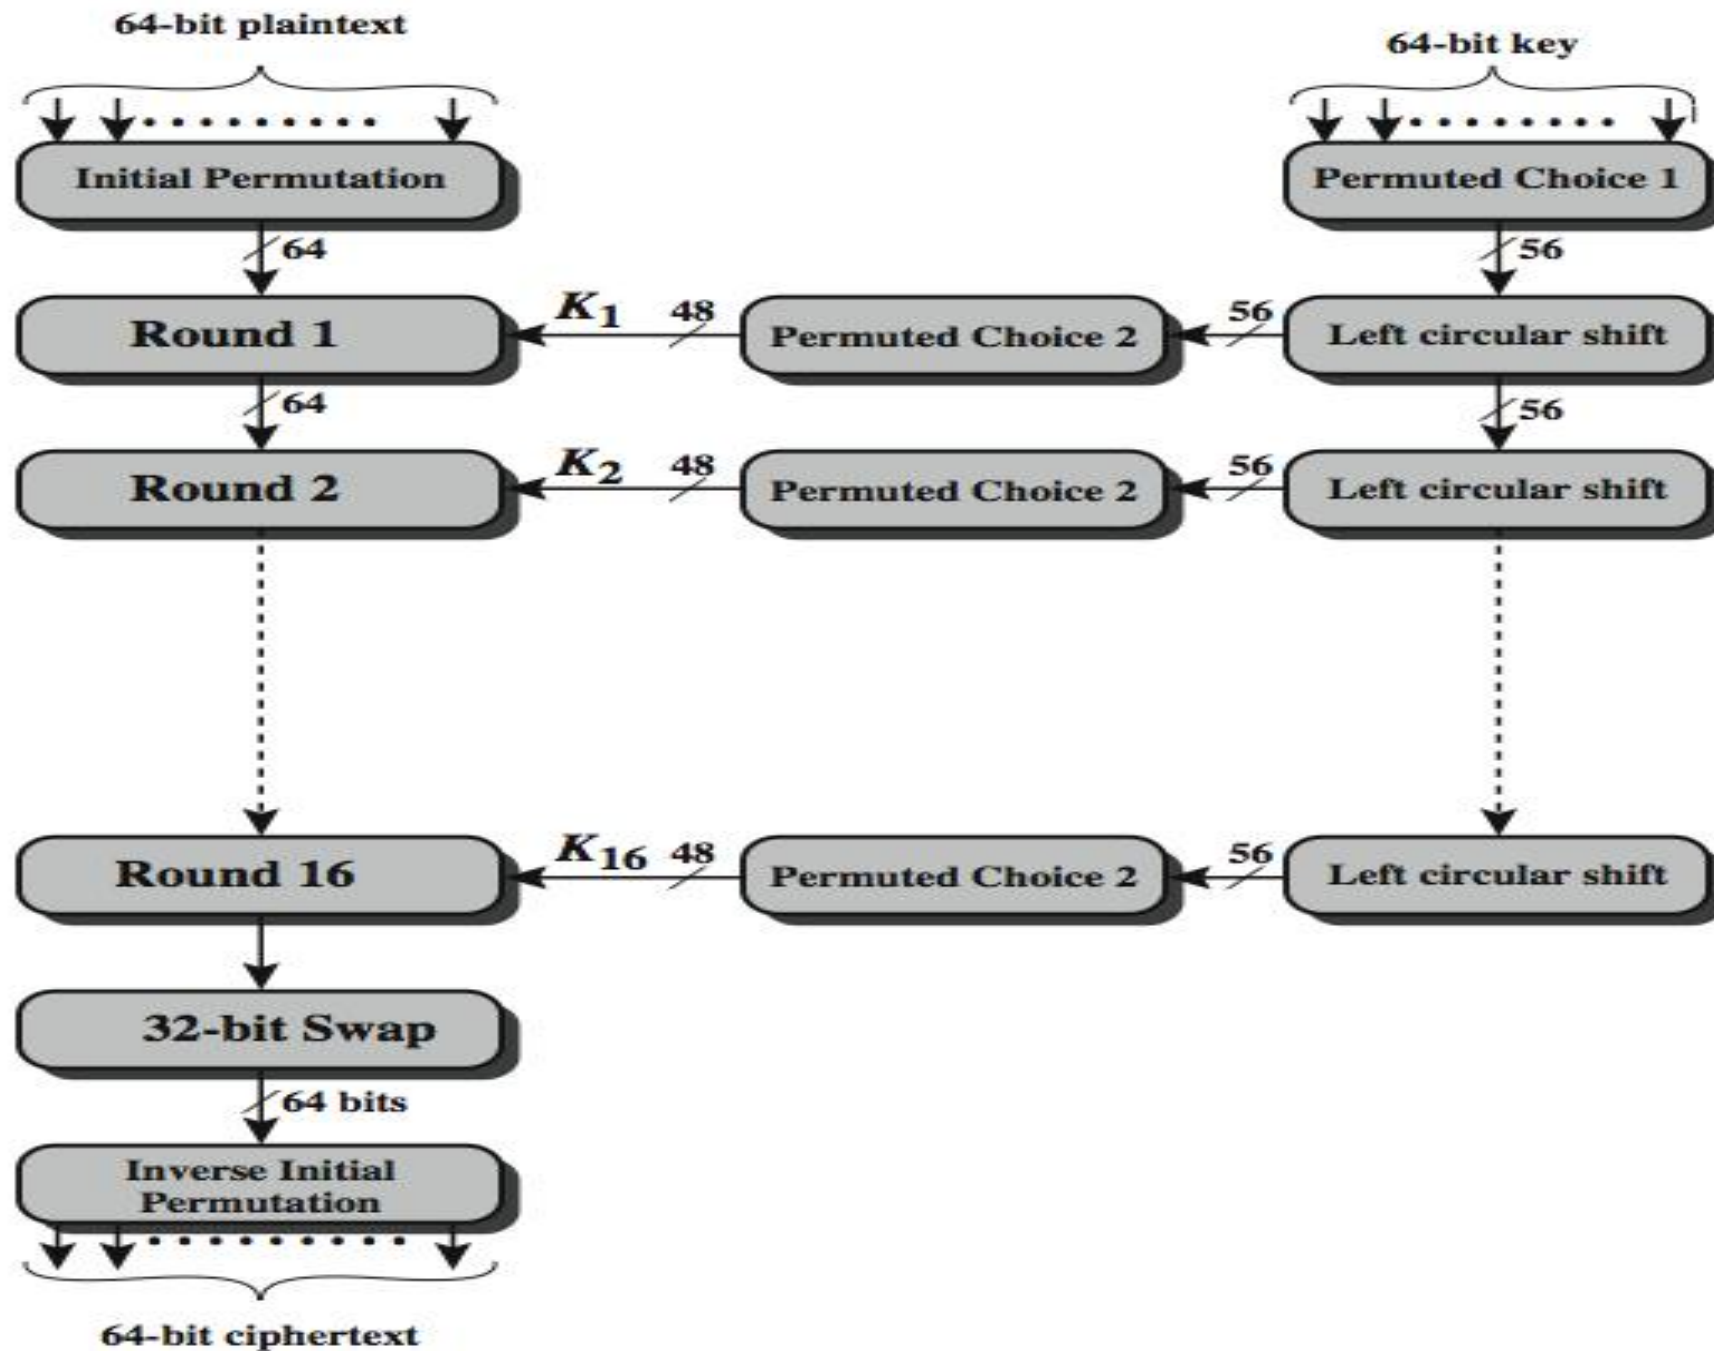 64-bit plaintext
64-bit key
Initial Permutation
Permuted Choice 1
64
56
Round 1
K1
48
Permuted Choice 2
56
Left circular shift
64
56
Round 2
K2
48
Permuted Choice 2
56
Left circular shift
Round 16
K16
48
Permuted Choice 2
56
Left circular shift
32-bit Swap
64 bits
Inverse Initial
Permutation
64-bit ciphertext